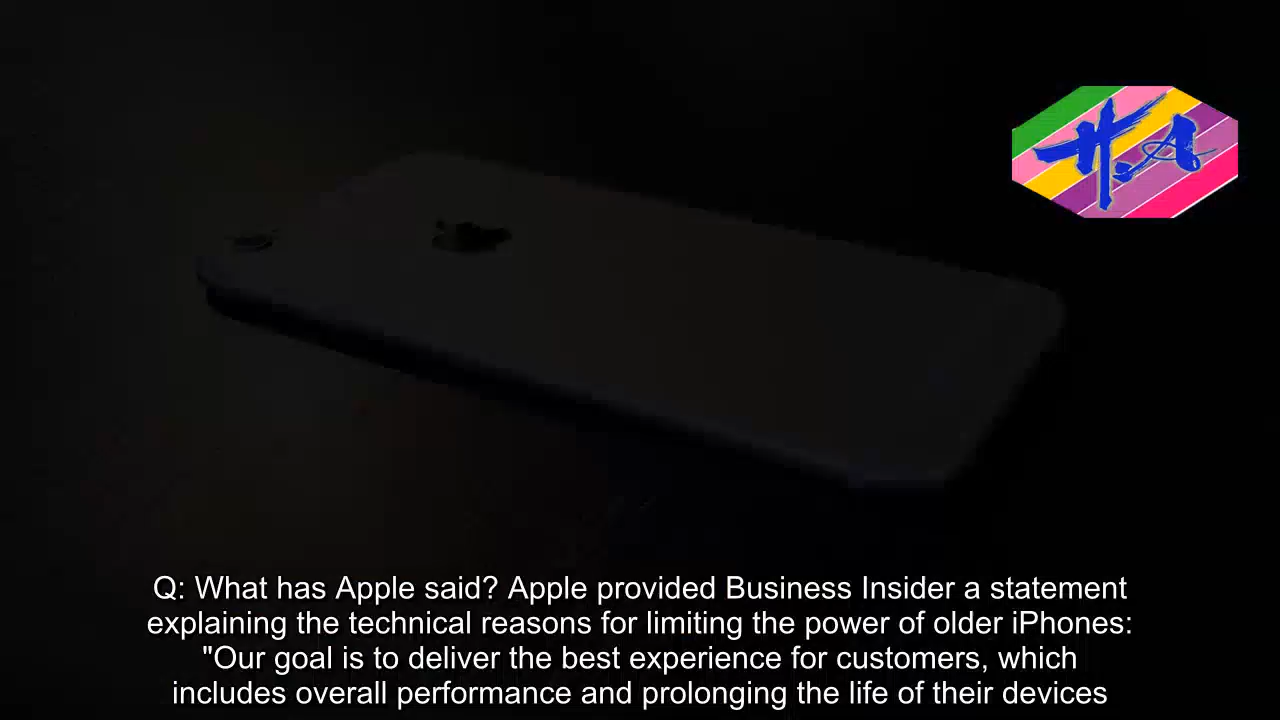 H.A
Q: What has Apple said? Apple provided Business Insider a statement
explaining the technical reasons for limiting the power of older iPhones:
"Our goal is to deliver the best experience for customers, which
includes overall performance and prolonging the life of their devices